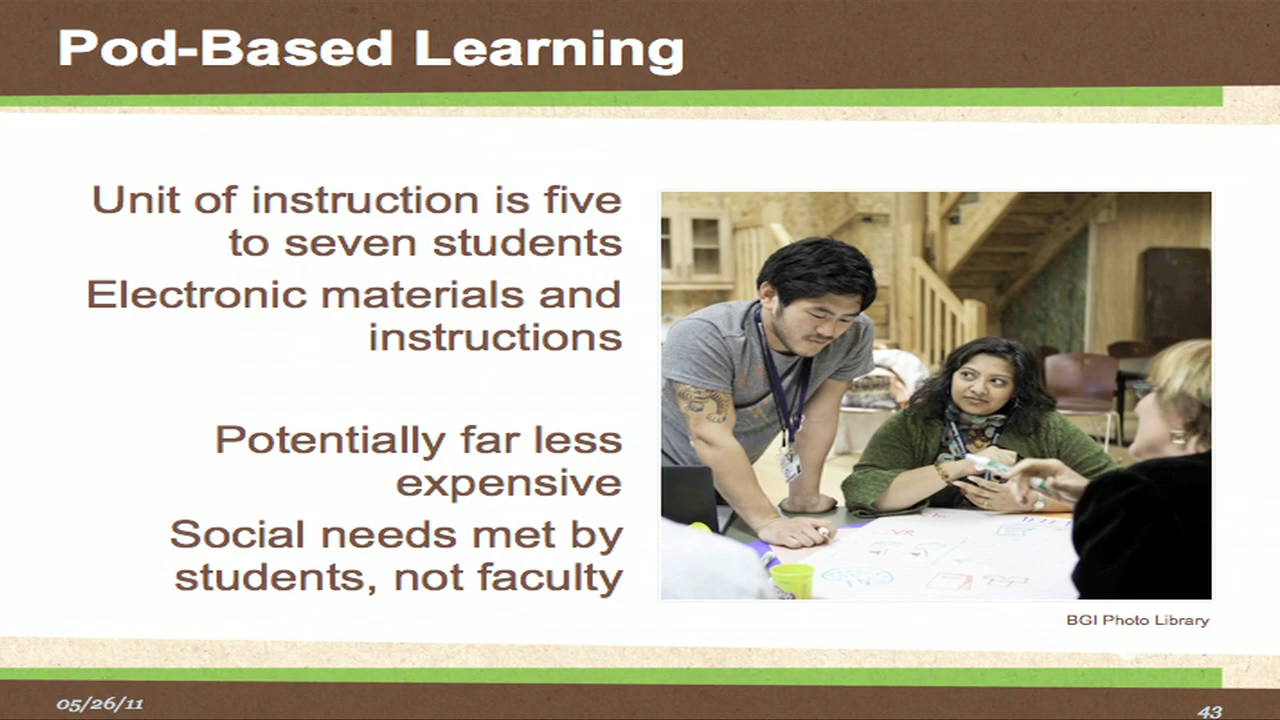 Pod-Based Learning
Unit of instruction is five
to seven students
Electronic materials and
instructions
Potentially far less
expensive
Social needs met by
students, not faculty
BGI Photo Library
05/26/11
43